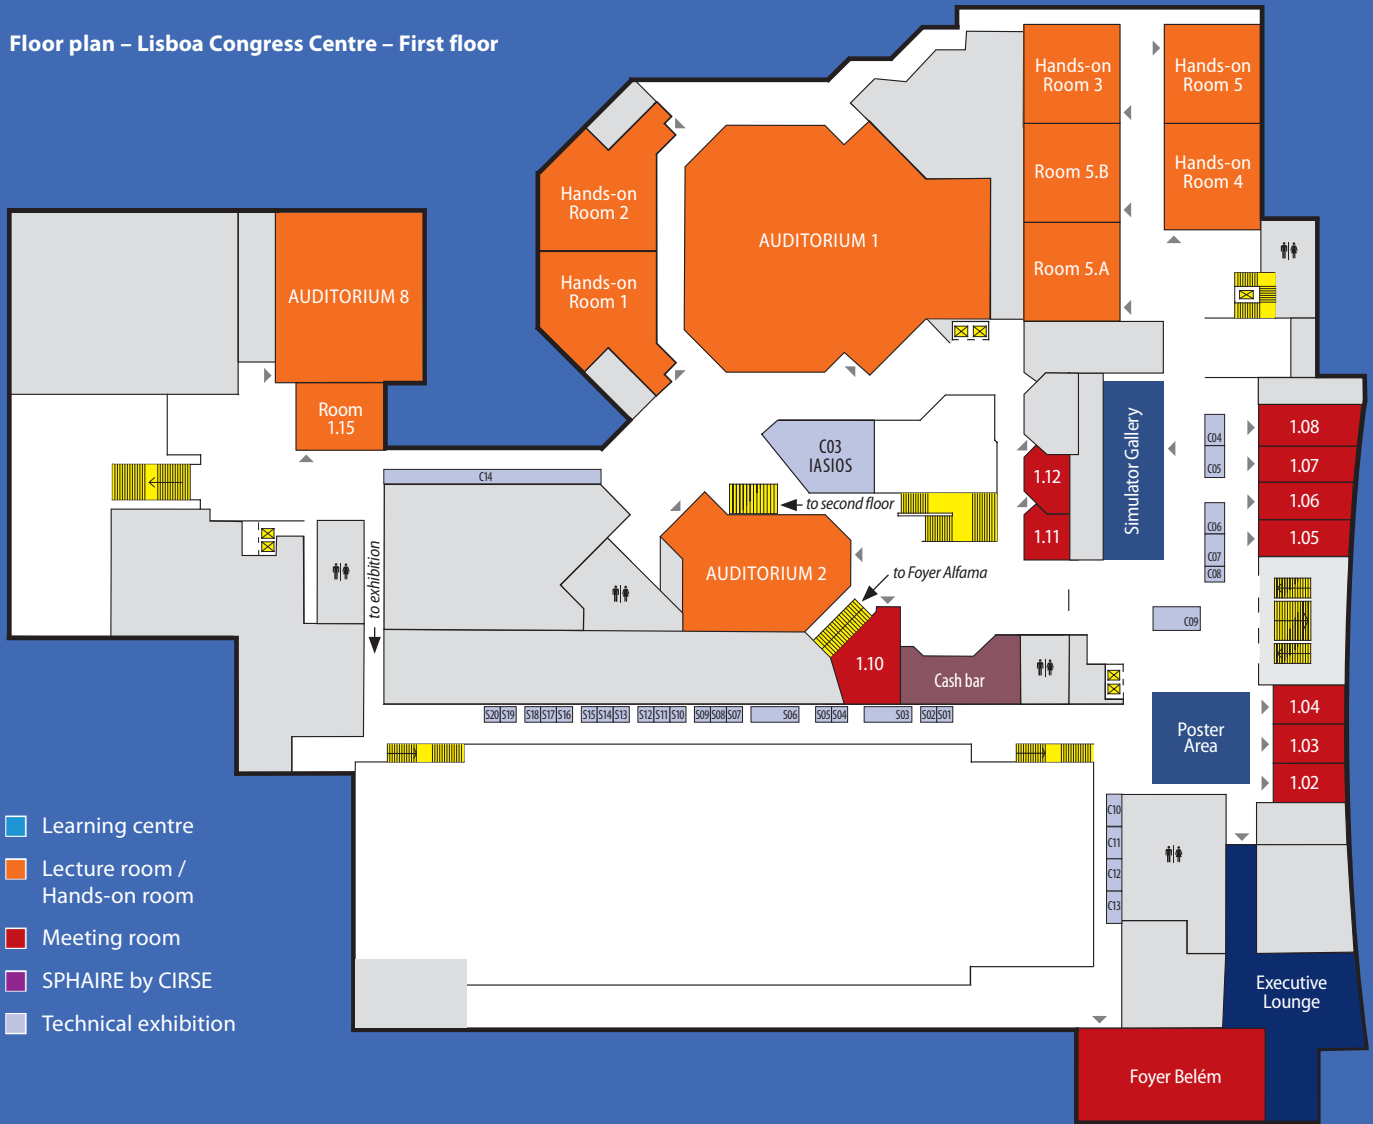 Floor plan – Lisboa Congress Centre – First floor
Hands-on
Room 3
Hands-on
Room 5
Hands-on
Room 2
Room 5.B
Hands-on
Room 4
AUDITORIUM 1
Hands-on
Room 1
Room 5.A
AUDITORIUM 8
Room
1.15
C03
IASIOS
Simulator Gallery
C04
C05
C06
C07
C08
C09
1.08
1.07
1.06
1.05
1.12
1.11
C14
to second floor
to exhibition
AUDITORIUM 2
to Foyer Alfama
1.10
Cash bar
S20 S19
S18 S17 S16
S15 S14 S13
S12 S11 S10
S09 S08 S07
S06
S05 S04
S03
S02 S01
Poster
Area
1.04
1.03
1.02
C10
C11
C12
C13
Executive
Lounge
Foyer Belém
Learning centre
Lecture room /
Hands-on room
Meeting room
SPHAIRE by CIRSE
Technical exhibition